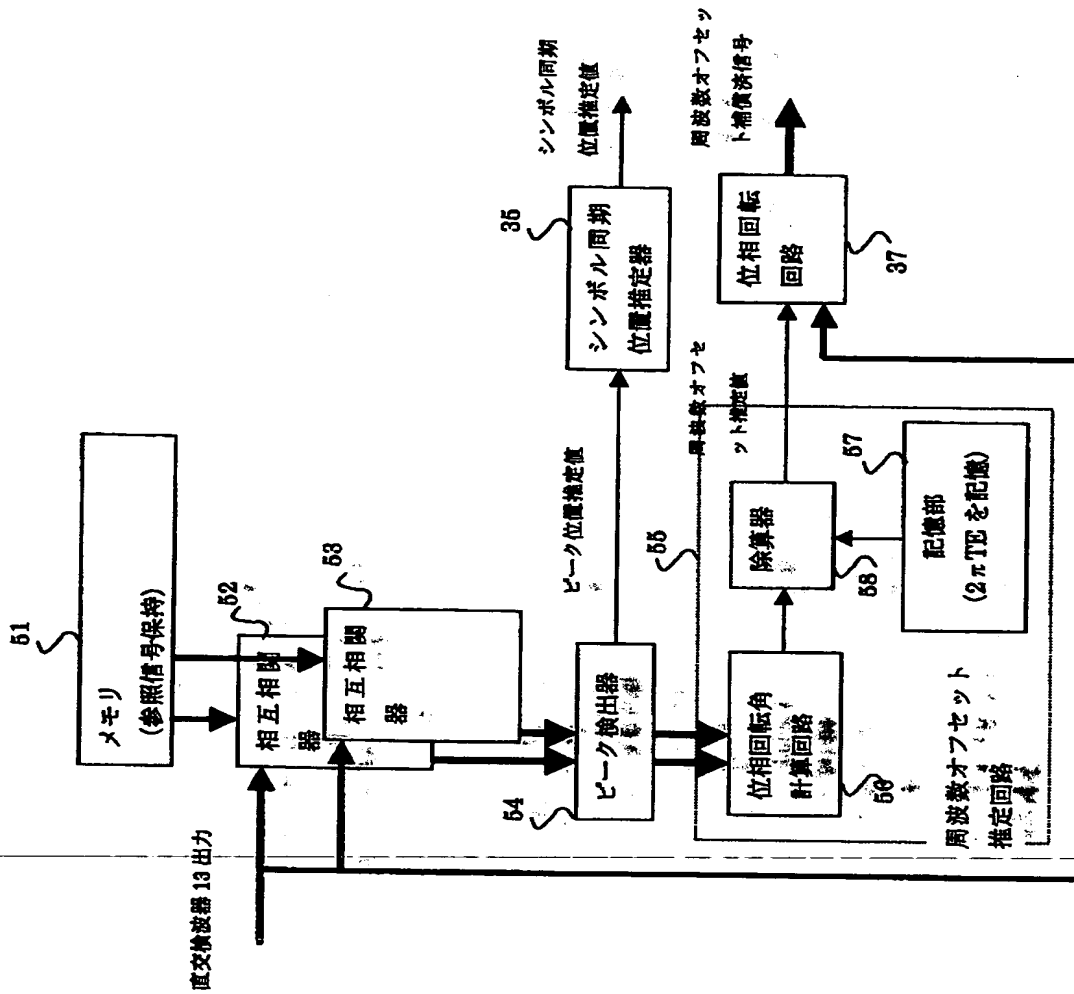 51
メモリ
(参照信号保持)
52
相互相関
器
53
相互相関
器
直交検波器 13 出力
54
ピーク検出器
ピーク位置推定値
35
シンボル同期
位置推定器
シンボル同期
位置推定値
55
周波数オフセ
ット推定値
位相回転角
計算回路
56
除算器
58
57
記憶部
(2πTE を記憶)
周波数オフセット
推定回路
位相回転
回路
37
周波数オフセッ
ト補償済信号